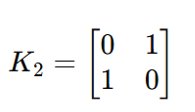 K₂ = [0 1
1 0]